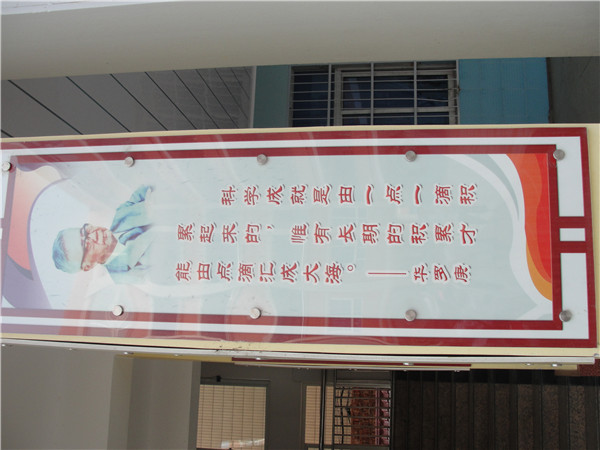 科学成就是由一点一滴积
累起来的，惟有长期的积累才
能由点滴汇成大海。——华罗庚